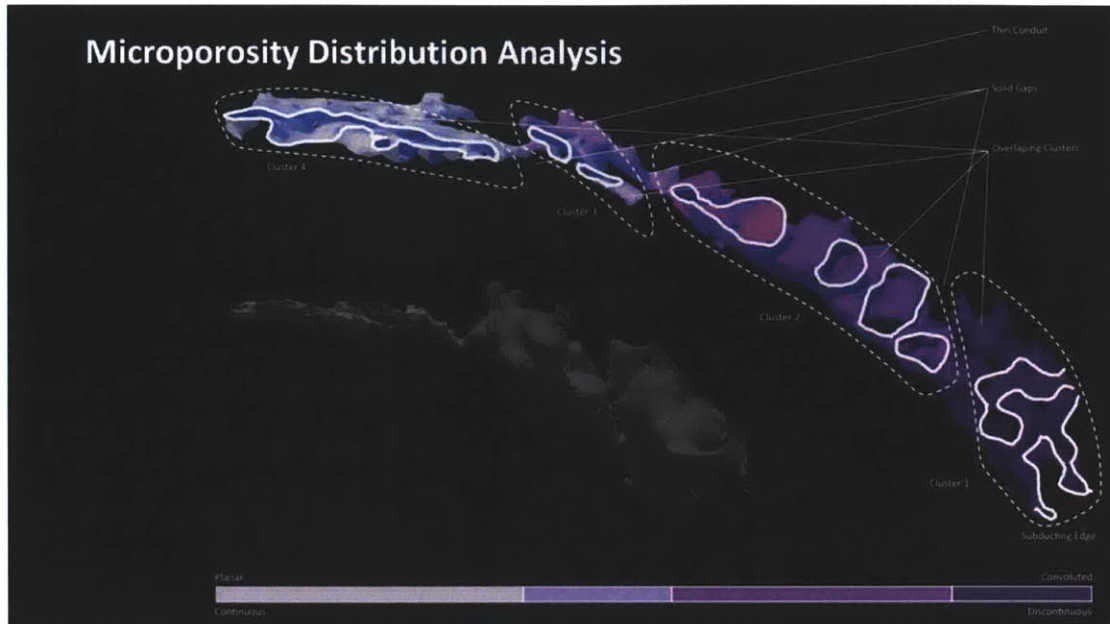 Microporosity Distribution Analysis
Thin Conduit
Solid Gaps
Overlaping Clusters
Cluster 4
Cluster 3
Cluster 2
Cluster 1
Subducting Edge
Planar
Convoluted
Continuous
Discontinuous